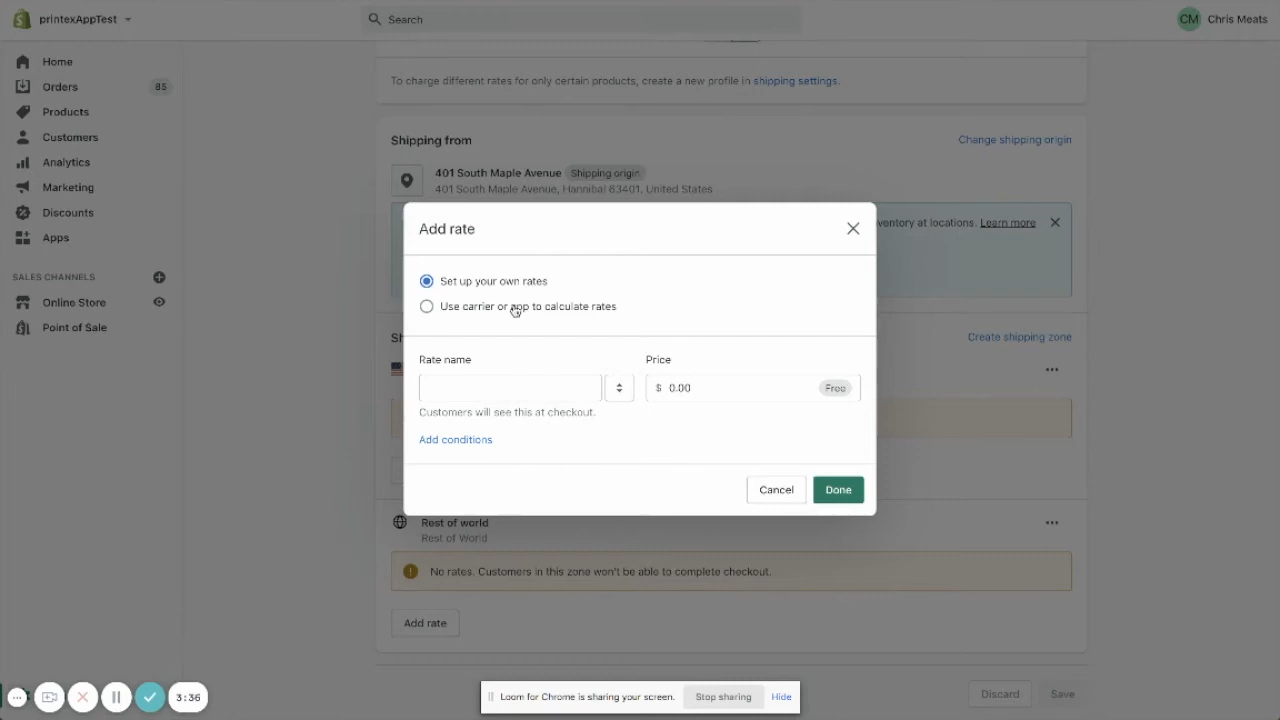 printexAppTest
Search
CM
Chris Meats
Home
Orders
85
Products
Customers
Analytics
Marketing
Discounts
Apps
SALES CHANNELS
Online Store
Point of Sale
To charge different rates for only certain products, create a new profile in shipping settings.
Shipping from
Change shipping origin
401 South Maple Avenue
Shipping origin
401 South Maple Avenue, Hannibal 63401, United States
at locations. Learn more
Create shipping zone
Add rate
Set up your own rates
Use carrier or app to calculate rates
Rate name
Price
$ 0.00
Free
Customers will see this at checkout.
Add conditions
Cancel
Done
Rest of world
Rest of World
No rates. Customers in this zone won't be able to complete checkout.
Add rate
3:36
Loom for Chrome is sharing your screen.
Stop sharing
Hide
Discard
Save